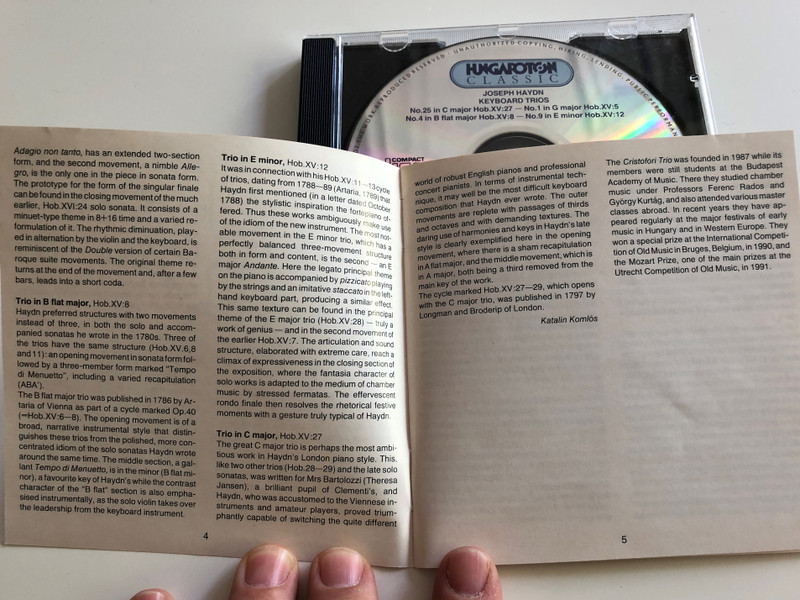 UNAUTHORIZED COPYING, HIRING, LENDING, PUBLIC PERFORM
HUNGAROTON
CLASSIC
JOSEPH HAYDN
KEYBOARD TRIOS
No.25 in C major Hob.XV:27 — No.1 in G major Hob.XV:5
No.4 in B flat major Hob.XV:8 — No.9 in E minor Hob.XV:12
COMPACT
Adagio non tanto, has an extended two-section
form, and the second movement, a nimble Alle-
gro, is the only one in the piece in sonata form.
The prototype for the form of the singular finale
can be found in the closing movement of the much
earlier, Hob.XVI:24 solo sonata. It consists of a
minuet-type theme in 8+16 time and a varied re-
formulation of it. The rhythmic diminution, play-
ed in alternation by the violin and the keyboard, is
reminiscent of the Double version of certain Ba-
roque suite movements. The original theme re-
turns at the end of the movement and, after a few
bars, leads into a short coda.
Trio in B flat major, Hob.XV:8
Haydn preferred structures with two movements
instead of three, in both the solo and accom-
panied sonatas he wrote in the 1780s. Three of
the trios have the same structure (Hob.XV.6,8
and 11): an opening movement in sonata form fol-
lowed by a three-member form marked "Tempo
di Menuetto", including a varied recapitulation
(ABA').
The B flat major trio was published in 1786 by Ar-
taria of Vienna as part of a cycle marked Op.40
(=Hob.XV:6—8). The opening movement is of a
broad, narrative instrumental style that distin-
guishes these trios from the polished, more con-
centrated idiom of the solo sonatas Haydn wrote
around the same time. The middle section, a gal-
lant Tempo di Menuetto, is in the minor (B flat mi-
nor), a favourite key of Haydn's while the contrast
character of the "B flat" section is also empha-
sised instrumentally, as the solo violin takes over
the leadership from the keyboard instrument.
Trio in E minor, Hob.XV:12
It was in connection with his Hob.XV:11—13 cycle
of trios, dating from 1788—89 (Artaria, 1789) that
Haydn first mentioned (in a letter dated October
1788) the stylistic inspiration the fortepiano of-
fered. Thus these works ambiguously make use
of the idiom of the new instrument. The most not-
able movement in the E minor trio, which has a
perfectly balanced three-movement structure
both in form and content, is the second — an E
major Andante. Here the legato principal theme
on the piano is accompanied by pizzicato playing
by the strings and an imitative staccato in the left-
hand keyboard part, producing a similar effect.
This same texture can be found in the principal
theme of the E major trio (Hob.XV:28) — truly a
work of genius — and in the second movement of
the earlier Hob.XV:7. The articulation and sound
structure, elaborated with extreme care, reach a
climax of expressiveness in the closing section of
the exposition, where the fantasia character of
solo works is adapted to the medium of chamber
music by stressed fermatas. The effervescent
rondo finale then resolves the rhetorical festive
moments with a gesture truly typical of Haydn.
Trio in C major, Hob.XV:27
The great C major trio is perhaps the most ambi-
tious work in Haydn's London piano style. This,
like two other trios (Hob.28—29) and the late solo
sonatas, was written for Mrs Bartolozzi (Theresa
Jansen), a brilliant pupil of Clementi's, and
Haydn, who was accustomed to the Viennese in-
struments and amateur players, proved trium-
phantly capable of switching the quite different
4
world of robust English pianos and professional
concert pianists. In terms of instrumental tech-
nique, it may well be the most difficult keyboard
composition that Haydn ever wrote. The outer
movements are replete with passages of thirds
and octaves and with demanding textures. The
daring use of harmonies and keys in Haydn's late
style is clearly exemplified here in the opening
movement, where there is a sham recapitulation
in A flat major, and the middle movement, which is
in A major, both being a third removed from the
main key of the work.
The cycle marked Hob.XV:27—29, which opens
with the C major trio, was published in 1797 by
Longman and Broderip of London.
Katalin Komlós
The Cristofori Trio was founded in 1987 while its
members were still students at the Budapest
Academy of Music. There they studied chamber
music under Professors Ferenc Rados and
György Kurtág, and also attended various master
classes abroad. In recent years they have ap-
peared regularly at the major festivals of early
music in Hungary and in Western Europe. They
won a special prize at the International Competi-
tion of Old Music in Bruges, Belgium, in 1990, and
the Mozart Prize, one of the main prizes at the
Utrecht Competition of Old Music, in 1991.
5